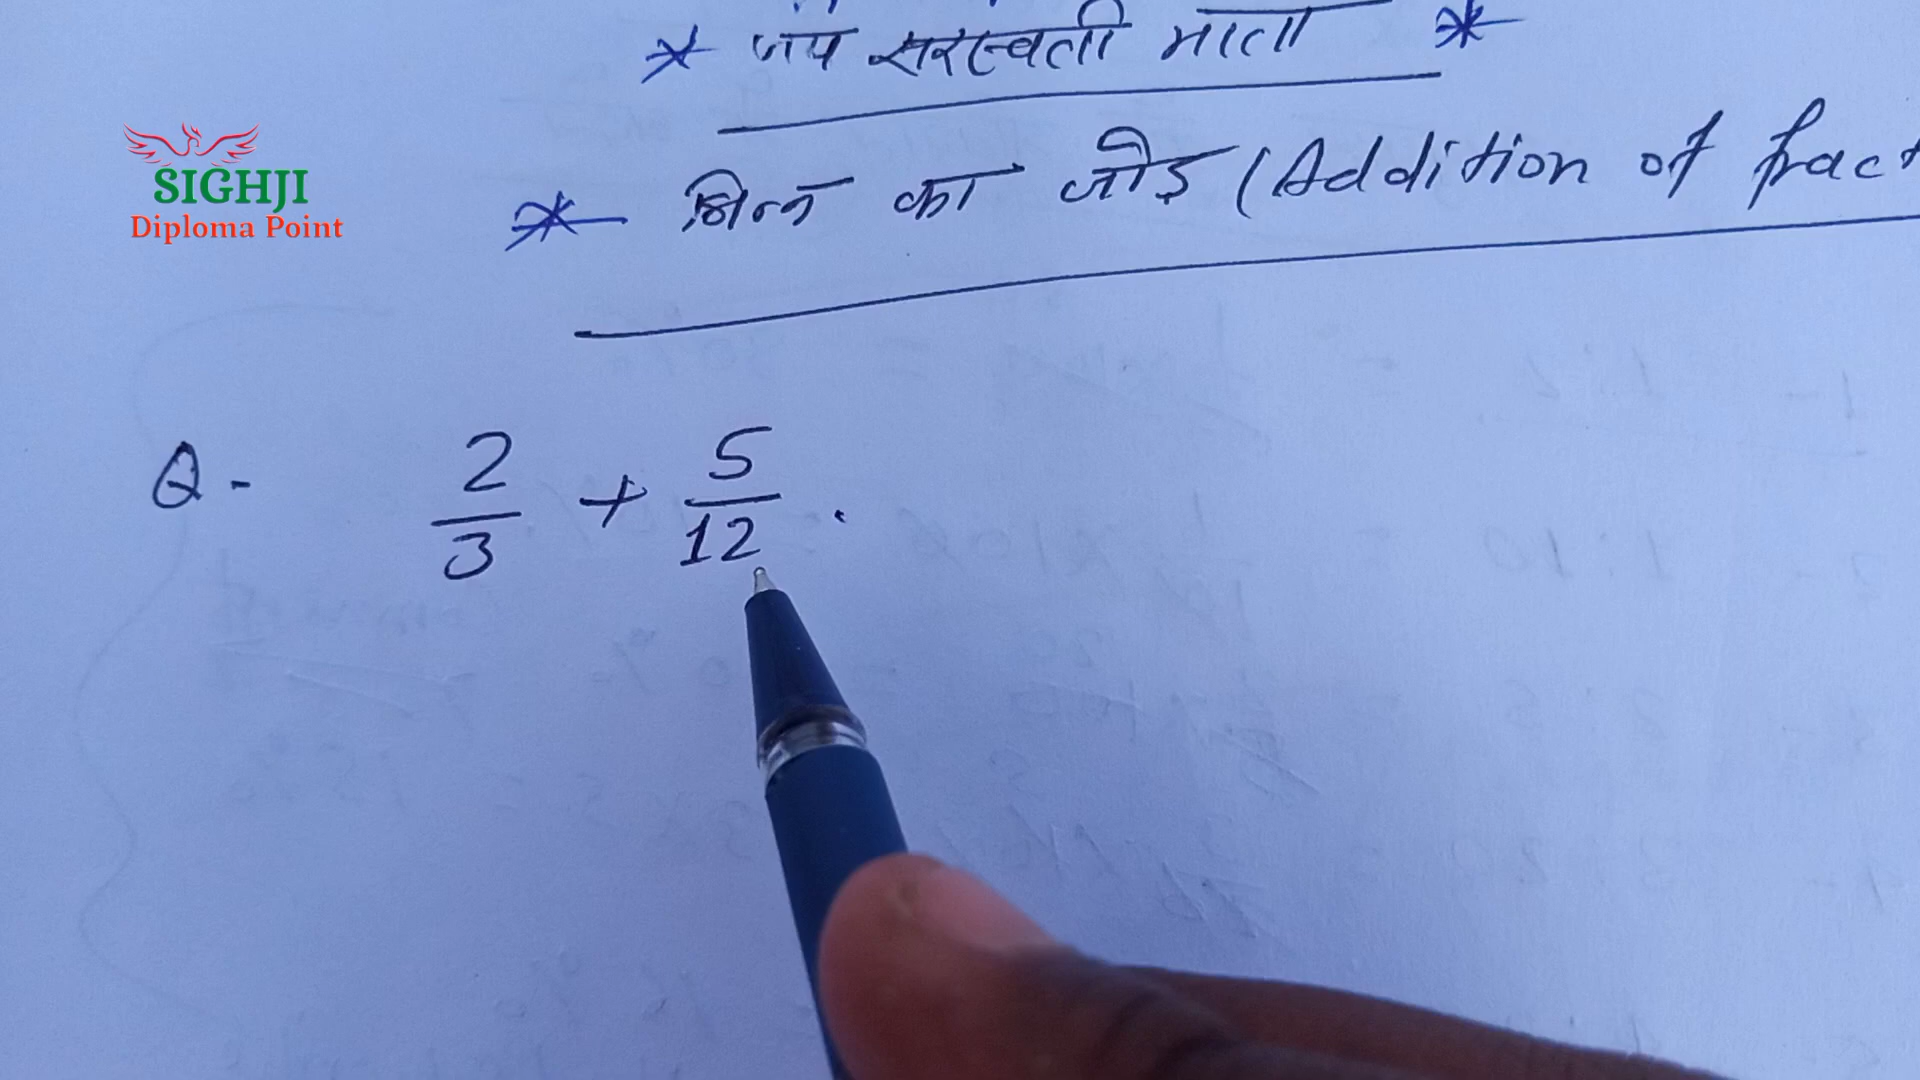 * जय सरस्वती माता *
SIGHJI
Diploma Point
* भिन्न का जोड़ (Addition of fract
Q - 2/3 + 5/12 .